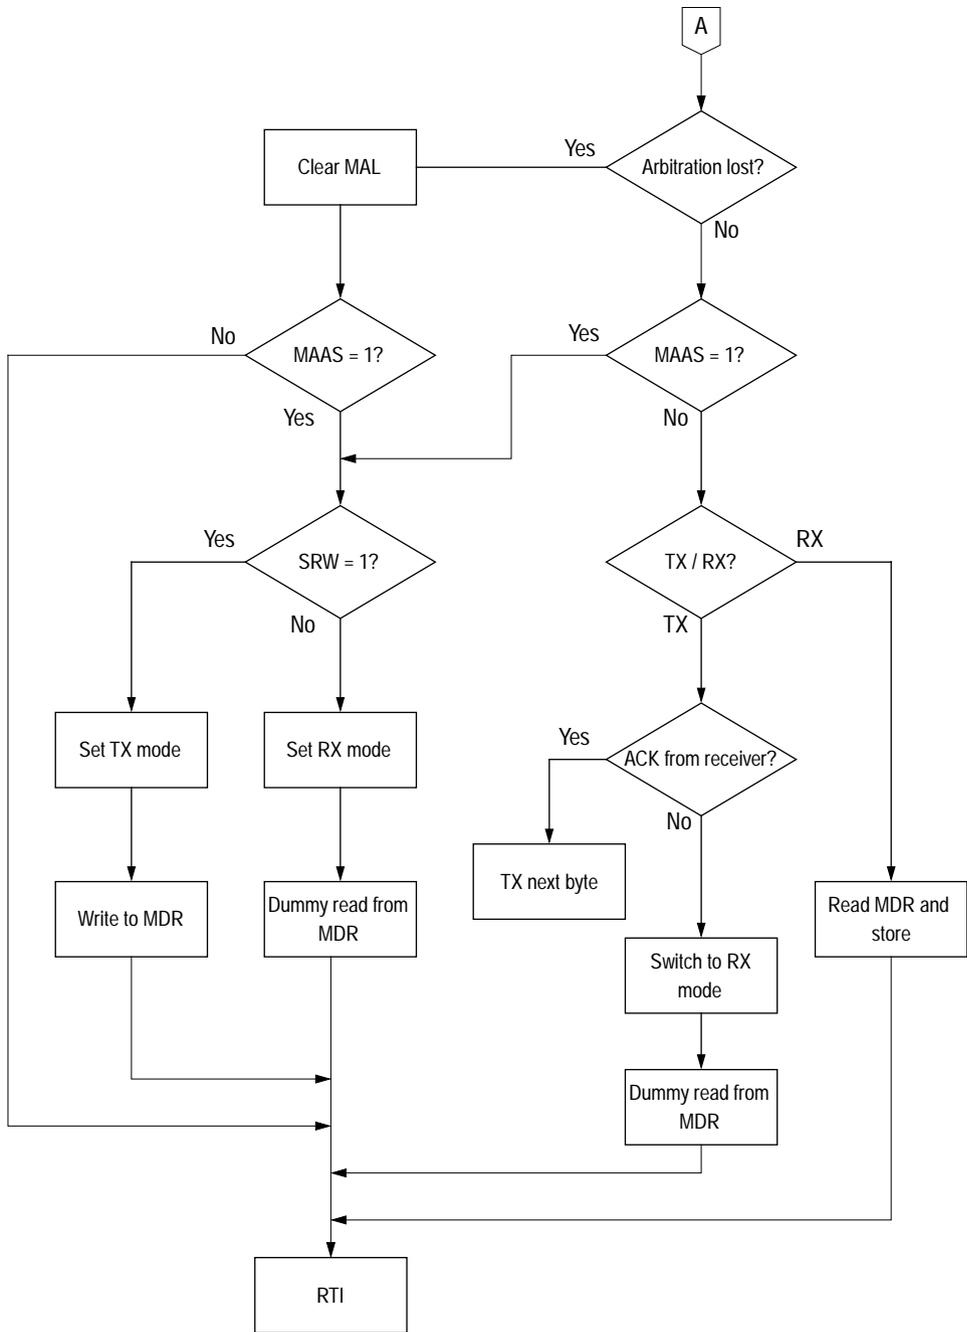 A
Clear MAL
Yes
Arbitration lost?
No
No
MAAS = 1?
Yes
Yes
MAAS = 1?
No
Yes
SRW = 1?
No
TX / RX?
RX
TX
Set TX mode
Set RX mode
Yes
ACK from receiver?
No
TX next byte
Write to MDR
Dummy read from
MDR
Read MDR and
store
Switch to RX
mode
Dummy read from
MDR
RTI